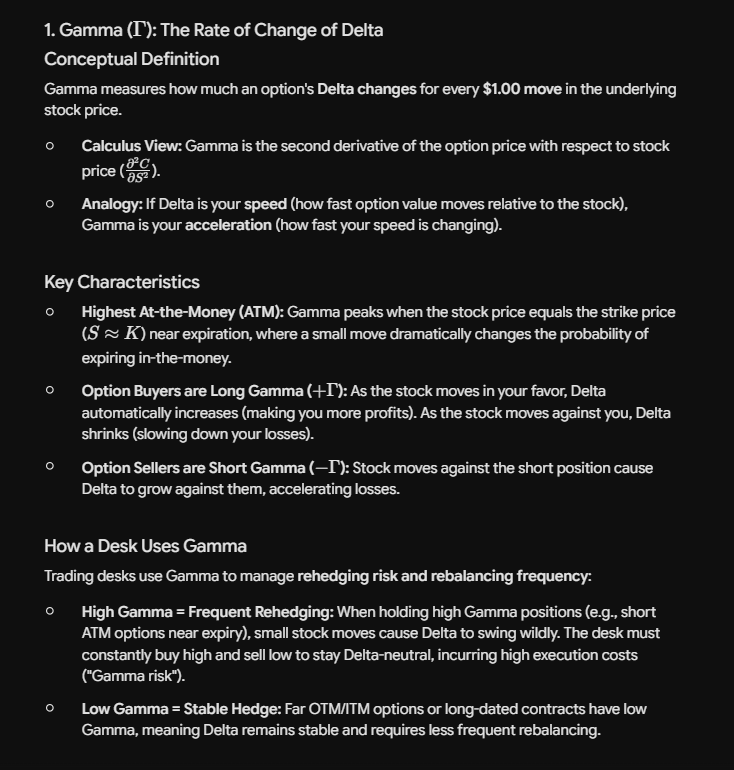 1. Gamma (Γ): The Rate of Change of Delta
Conceptual Definition
Gamma measures how much an option's Delta changes for every $1.00 move in the underlying
stock price.
○ Calculus View: Gamma is the second derivative of the option price with respect to stock
price (∂²C/∂S²).
○ Analogy: If Delta is your speed (how fast option value moves relative to the stock),
Gamma is your acceleration (how fast your speed is changing).
Key Characteristics
○ Highest At-the-Money (ATM): Gamma peaks when the stock price equals the strike price
(S ≈ K) near expiration, where a small move dramatically changes the probability of
expiring in-the-money.
○ Option Buyers are Long Gamma (+Γ): As the stock moves in your favor, Delta
automatically increases (making you more profits). As the stock moves against you, Delta
shrinks (slowing down your losses).
○ Option Sellers are Short Gamma (−Γ): Stock moves against the short position cause
Delta to grow against them, accelerating losses.
How a Desk Uses Gamma
Trading desks use Gamma to manage rehedging risk and rebalancing frequency:
○ High Gamma = Frequent Rehedging: When holding high Gamma positions (e.g., short
ATM options near expiry), small stock moves cause Delta to swing wildly. The desk must
constantly buy high and sell low to stay Delta-neutral, incurring high execution costs
("Gamma risk").
○ Low Gamma = Stable Hedge: Far OTM/ITM options or long-dated contracts have low
Gamma, meaning Delta remains stable and requires less frequent rebalancing.